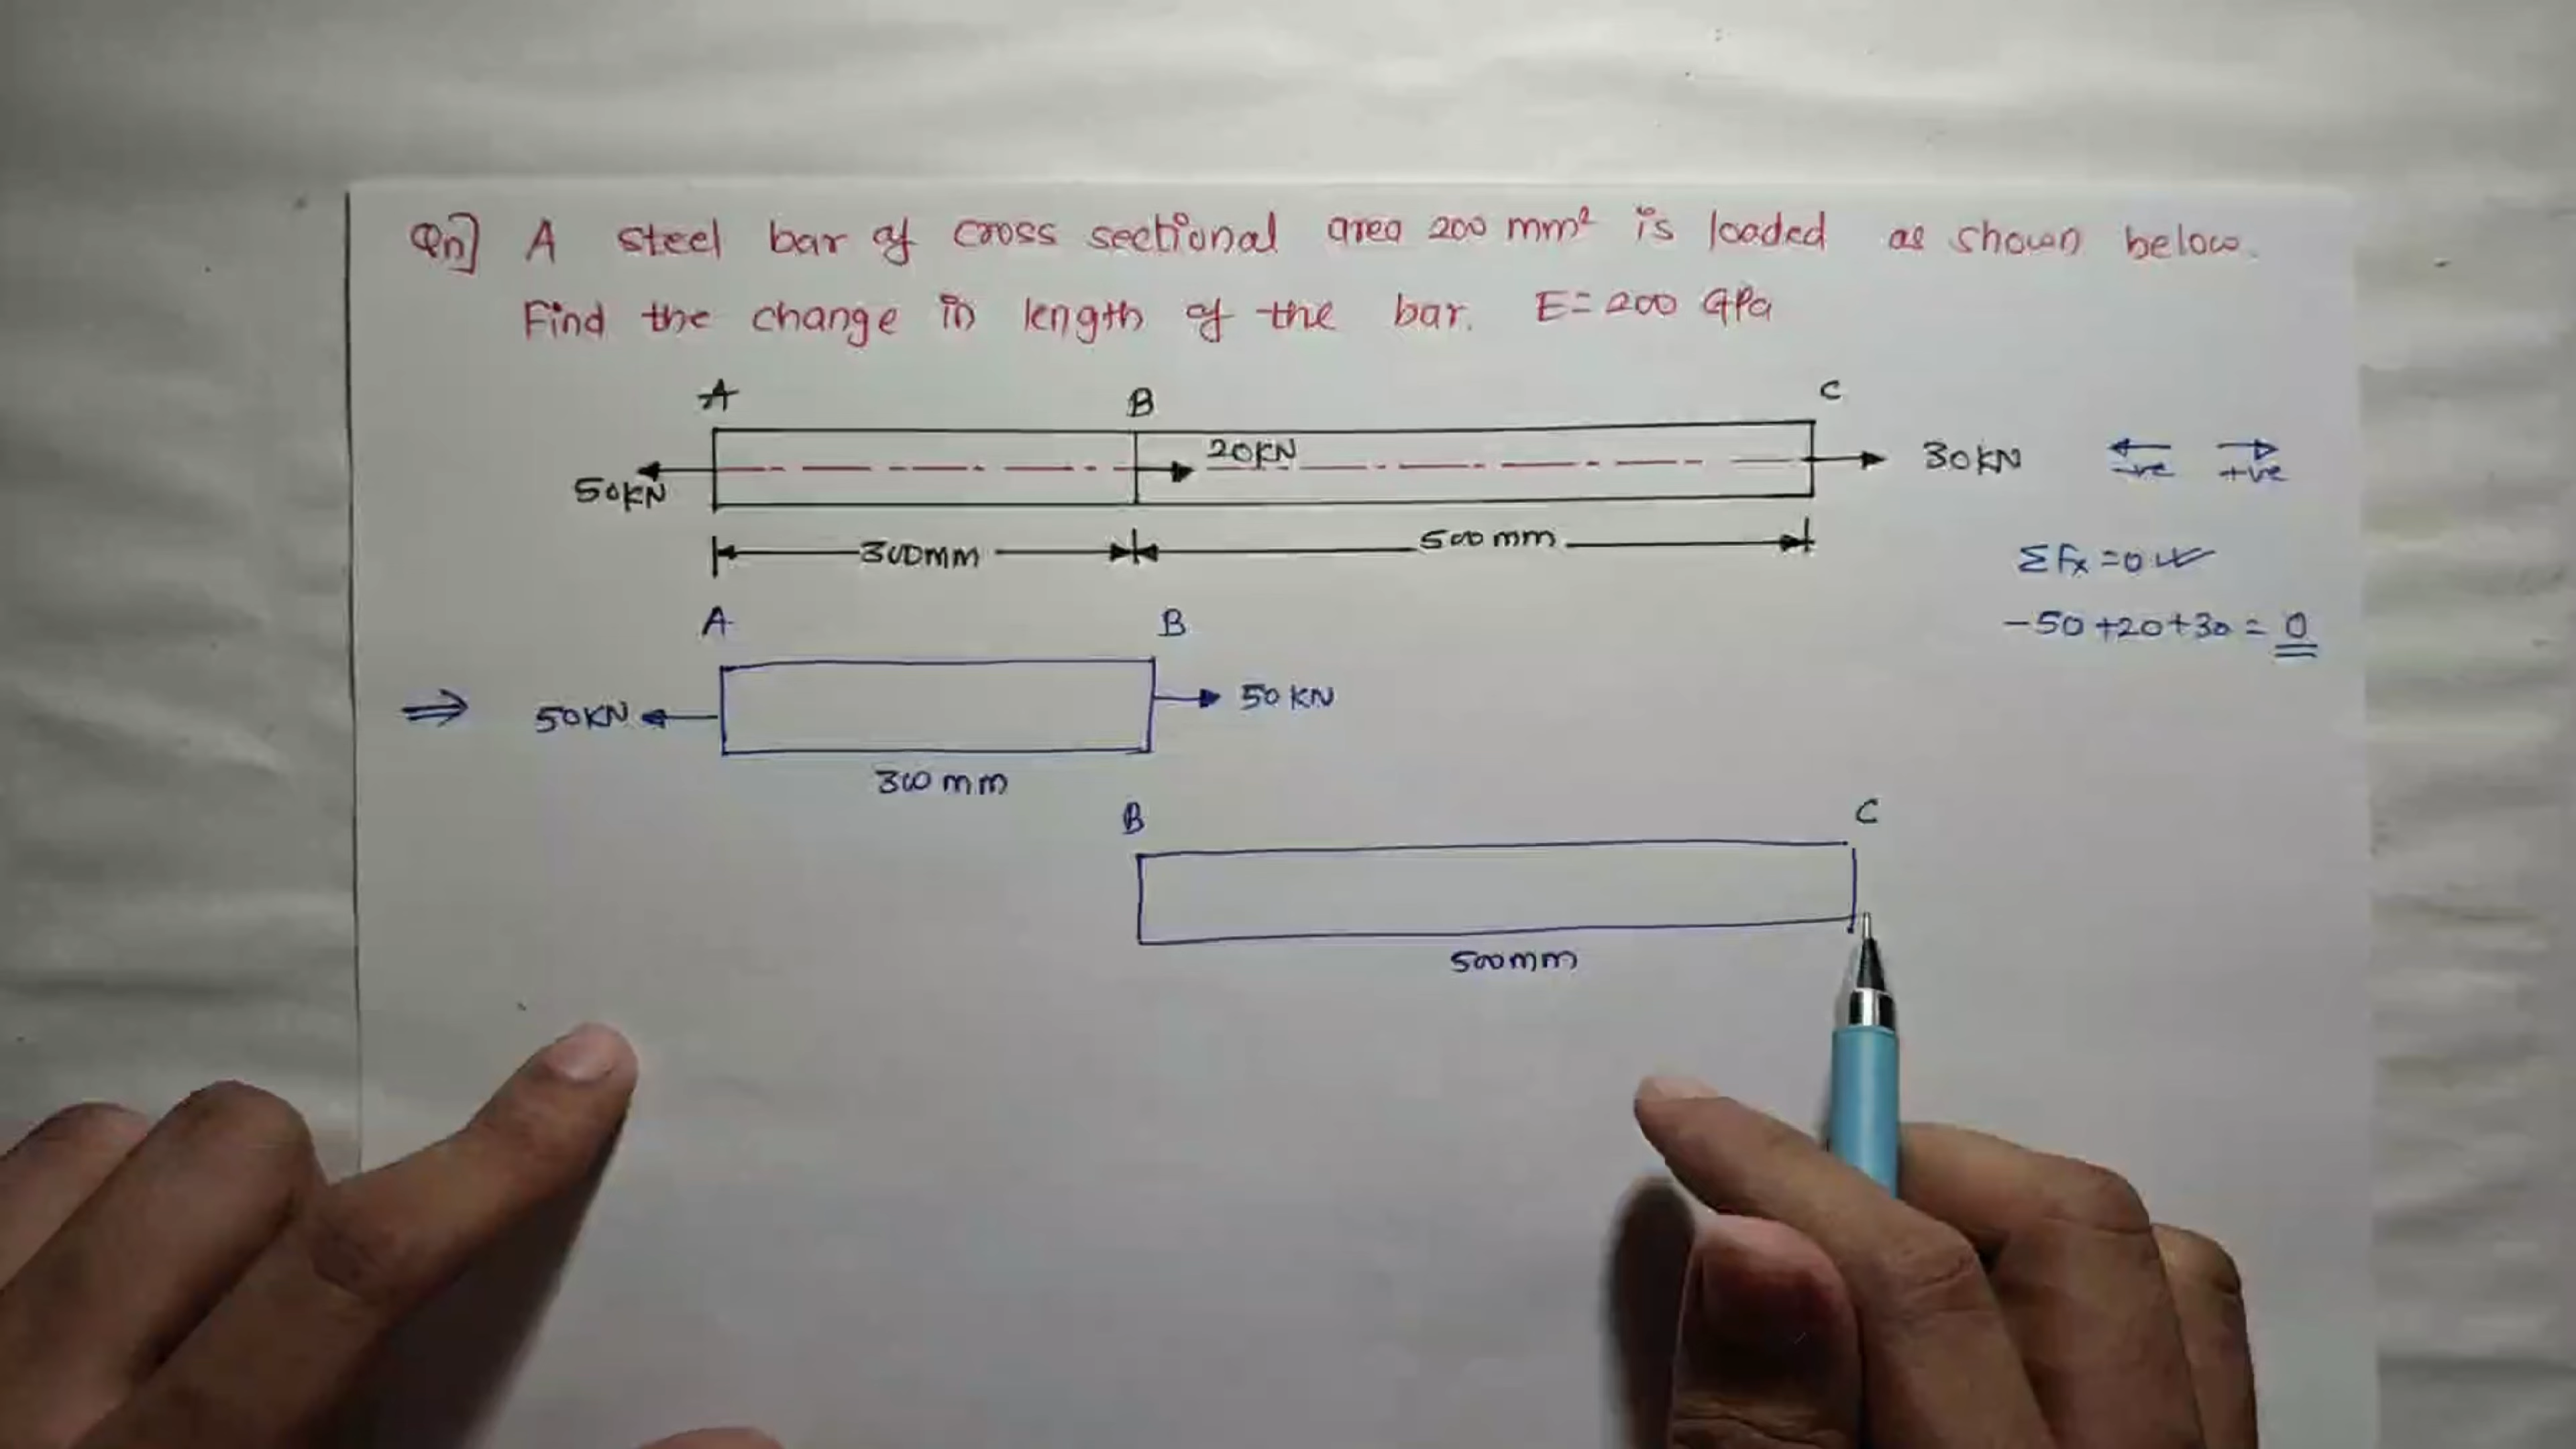 Qn] A steel bar of cross sectional area 200 mm² is loaded as shown below.
Find the change in length of the bar. E = 200 GPa
A B C
50KN 20KN 30KN ← -ve → +ve
300mm 500 mm
ΣFx = 0 ✓
-50 +20+30 = 0
A B
⇒ 50KN 50 KN
300 mm
B C
500mm